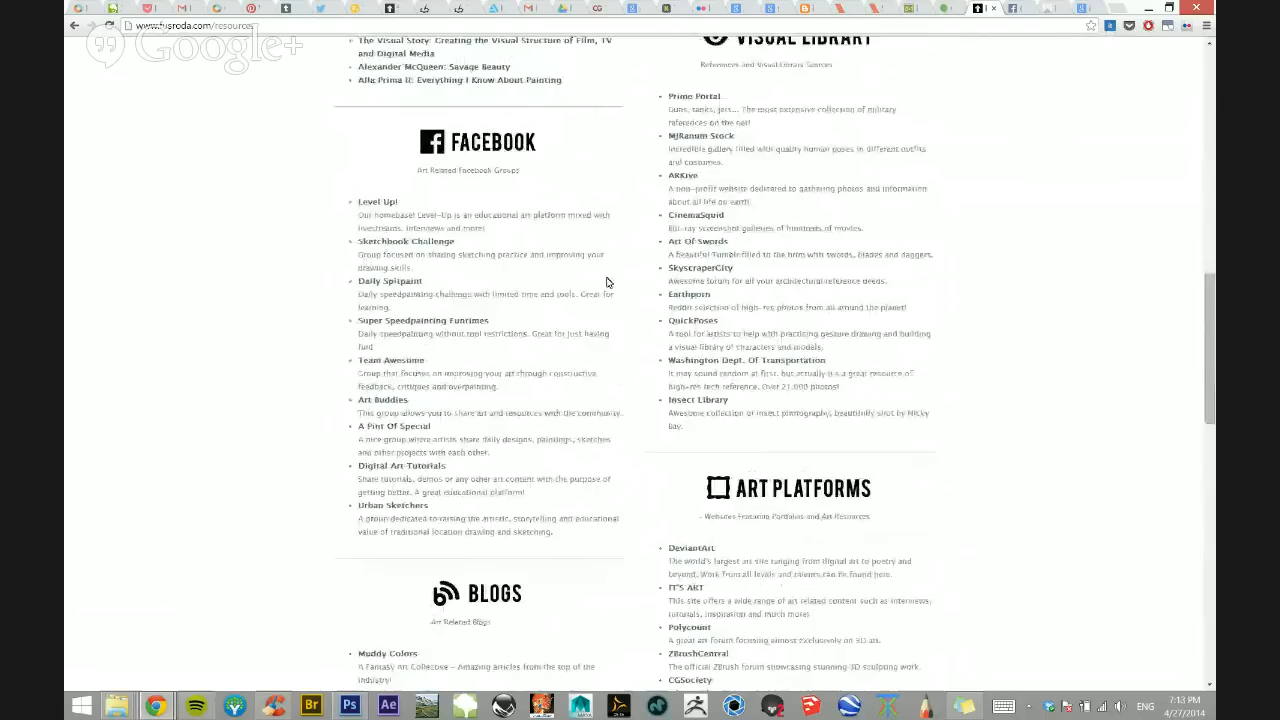 www.fusroda.com/resources
Google+
The Visual Story: Creating the Visual Structure of Film, TV
and Digital Media
Alexander McQueen: Savage Beauty
Alla Prima II: Everything I Know About Painting
FACEBOOK
Art Related Facebook Groups
Level Up!
Our homebase! Level-Up is an educational art platform mixed with
livestreams, interviews and more!
Sketchbook Challenge
Group focused on sharing sketching practice and improving your
drawing skills.
Daily Spitpaint
Daily speedpainting challenge with limited time and tools. Great for
learning.
Super Speedpainting Funtimes
Daily speedpainting without tool restrictions. Great for just having
fun!
Team Awesome
Group that focuses on improving your art through constuctive
feedback, critiques and overpainting.
Art Buddies
This group allows you to share art and resources with the community.
A Pint Of Special
A nice group where artists share daily designs, paintings, sketches
and other projects with each other.
Digital Art Tutorials
Share tutorials, demos or any other art content with the purpose of
getting better. A great educational platform!
Urban Sketchers
A group dedicated to raising the artistic, storytelling and educational
value of traditional location drawing and sketching.
BLOGS
Art Related Blogs
Muddy Colors
A Fantasy Art Collective - Amazing articles from the top of the
industry!
VISUAL LIBRARY
References and Visual Library Sources
Prime Portal
Guns, tanks, jets... The most extensive collection of military
references on the net!
MJRanum Stock
Incredible gallery filled with quality human poses in different outfits
and costumes.
ARKive
A non-profit website dedicated to gathering photos and information
about all life on earth.
CinemaSquid
Blu-ray screenshot galleries of hundreds of movies.
Art Of Swords
A beautiful Tumblr filled to the brim with swords, blades and daggers.
SkyscraperCity
Awesome forum for all your architectural reference needs.
Earthporn
Reddit selection of high-res photos from all around the planet!
QuickPoses
A tool for artists to help with practicing gesture drawing and building
a visual library of characters and models.
Washington Dept. Of Transportation
It may sound random at first, but actually it's a great resource of
high-res tech reference. Over 21.000 photos!
Insect Library
Awesome collection of insect photography, beautifully shot by Nicky
Bay.
ART PLATFORMS
- Websites Featuring Portfolios and Art Resources
DeviantArt
The world's largest art site ranging from digital art to poetry and
beyond. Work from all levels and talents can be found here.
IT'S ART
This site offers a wide range of art related content such as interviews,
tutorials, inspiration and much more!
Polycount
A great art forum focusing almost exclusively on 3D art.
ZBrushCentral
The official ZBrush forum showcasing stunning 3D sculpting work.
CGSociety
Br
Ps
Ae
MAYA
ENG
7:13 PM
4/27/2014